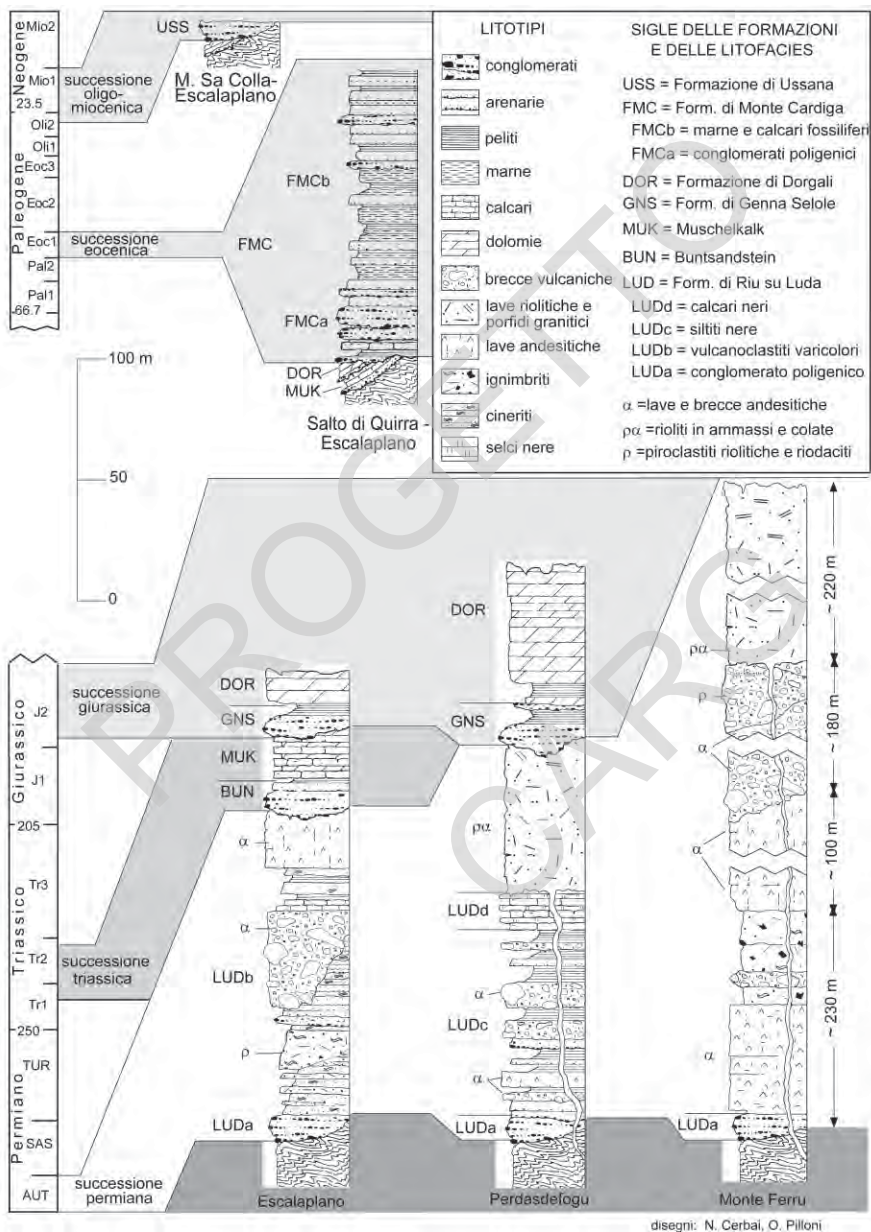 Neogene
Paleogene
Mio2
Mio1
23.5
Oli2
Oli1
Eoc3
Eoc2
Eoc1
Pal2
Pal1
66.7
successione
oligo-
miocenica
successione
eocenica
USS
M. Sa Colla-
Escalaplano
FMCb
FMC
FMCa
DOR
MUK
Salto di Quirra -
Escalaplano
LITOTIPI
conglomerati
arenarie
peliti
marne
calcari
dolomie
brecce vulcaniche
lave riolitiche e
porfidi granitici
lave andesitiche
ignimbriti
cineriti
selci nere
SIGLE DELLE FORMAZIONI
E DELLE LITOFACIES
USS = Formazione di Ussana
FMC = Form. di Monte Cardiga
FMCb = marne e calcari fossiliferi
FMCa = conglomerati poligenici
DOR = Formazione di Dorgali
GNS = Form. di Genna Selole
MUK = Muschelkalk
BUN = Buntsandstein
LUD = Form. di Riu su Luda
LUDd = calcari neri
LUDc = siltiti nere
LUDb = vulcanoclastiti varicolori
LUDa = conglomerato poligenico
α =lave e brecce andesitiche
ρα =rioliti in ammassi e colate
ρ =piroclastiti riolitiche e riodaciti
100 m
50
0
Giurassico
Triassico
Permiano
J2
J1
205
Tr3
Tr2
Tr1
250
TUR
SAS
AUT
successione
giurassica
successione
triassica
successione
permiana
DOR
GNS
MUK
BUN
α
α
LUDb
ρ
LUDa
Escalaplano
DOR
GNS
ρα
LUDd
α
LUDc
α
LUDa
Perdasdefogu
ρα
ρ
α
α
α
LUDa
Monte Ferru
~ 220 m
~ 180 m
~ 100 m
~ 230 m
disegni: N. Cerbai, O. Pilloni
PROGETTO
CARG